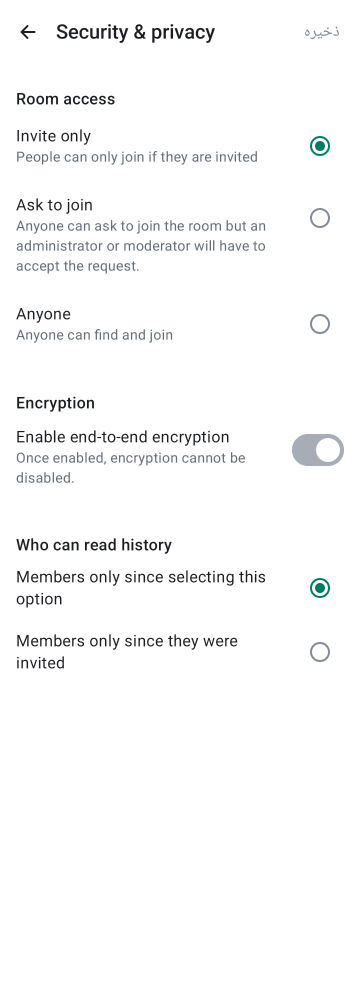 Security & privacy
ذخیره
Room access
Invite only
People can only join if they are invited
Ask to join
Anyone can ask to join the room but an
administrator or moderator will have to
accept the request.
Anyone
Anyone can find and join
Encryption
Enable end-to-end encryption
Once enabled, encryption cannot be
disabled.
Who can read history
Members only since selecting this
option
Members only since they were
invited